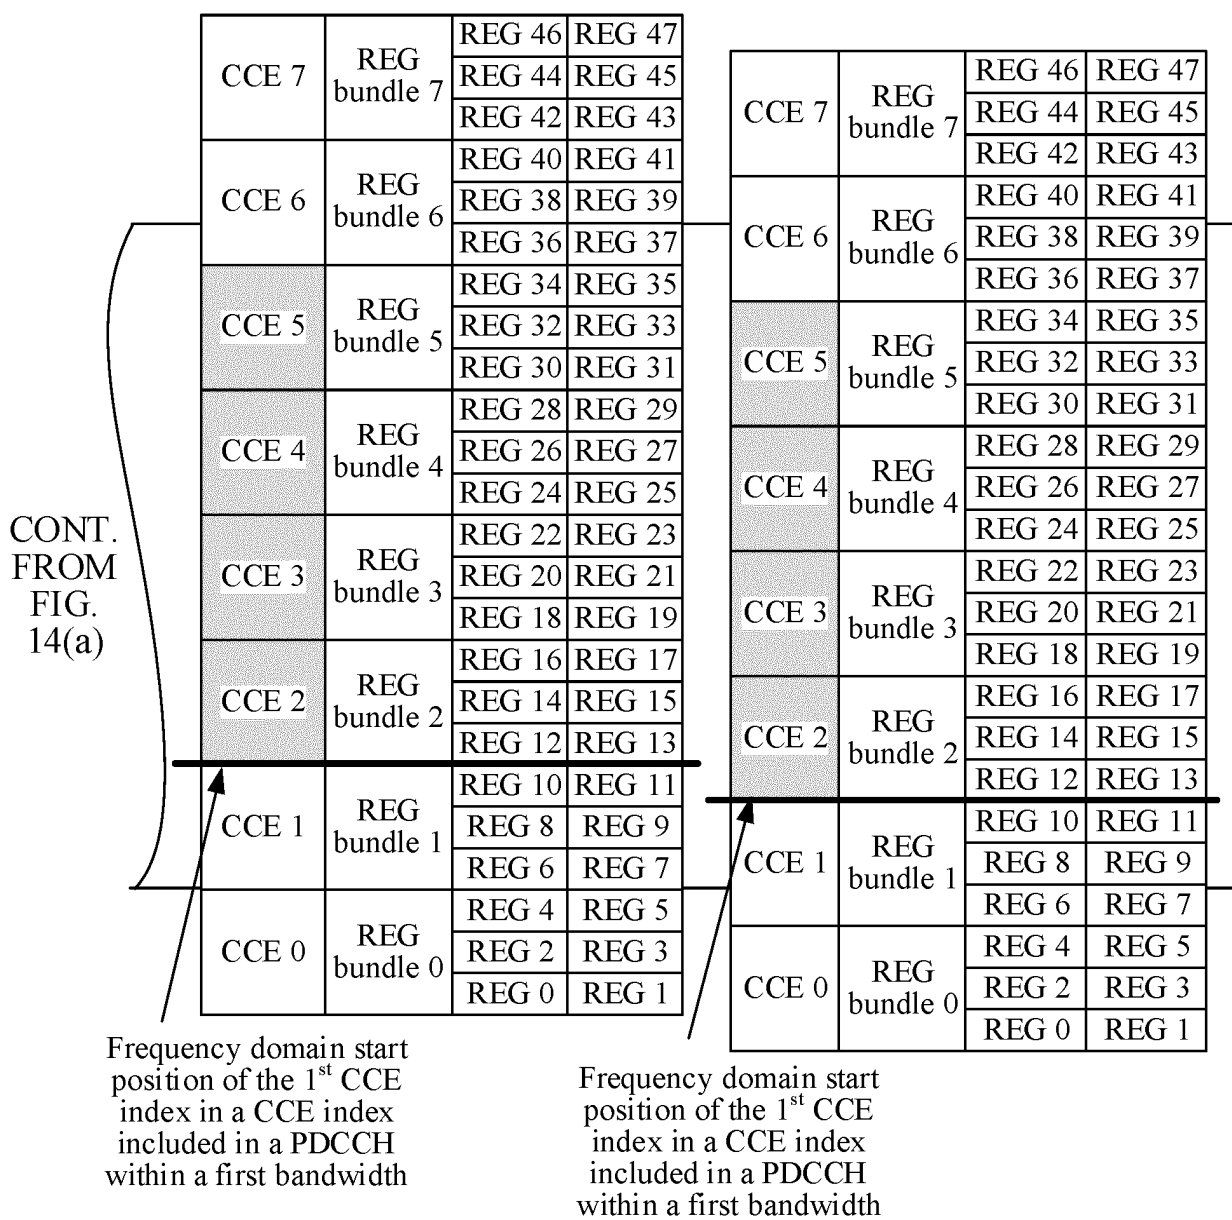 CONT.
FROM
FIG.
14(a)
CCE 7
REG
bundle 7
REG 46 REG 47
REG 44 REG 45
REG 42 REG 43
CCE 6
REG
bundle 6
REG 40 REG 41
REG 38 REG 39
REG 36 REG 37
CCE 5
REG
bundle 5
REG 34 REG 35
REG 32 REG 33
REG 30 REG 31
CCE 4
REG
bundle 4
REG 28 REG 29
REG 26 REG 27
REG 24 REG 25
CCE 3
REG
bundle 3
REG 22 REG 23
REG 20 REG 21
REG 18 REG 19
CCE 2
REG
bundle 2
REG 16 REG 17
REG 14 REG 15
REG 12 REG 13
CCE 1
REG
bundle 1
REG 10 REG 11
REG 8 REG 9
REG 6 REG 7
CCE 0
REG
bundle 0
REG 4 REG 5
REG 2 REG 3
REG 0 REG 1
Frequency domain start
position of the 1st CCE
index in a CCE index
included in a PDCCH
within a first bandwidth
CCE 7
REG
bundle 7
REG 46 REG 47
REG 44 REG 45
REG 42 REG 43
CCE 6
REG
bundle 6
REG 40 REG 41
REG 38 REG 39
REG 36 REG 37
CCE 5
REG
bundle 5
REG 34 REG 35
REG 32 REG 33
REG 30 REG 31
CCE 4
REG
bundle 4
REG 28 REG 29
REG 26 REG 27
REG 24 REG 25
CCE 3
REG
bundle 3
REG 22 REG 23
REG 20 REG 21
REG 18 REG 19
CCE 2
REG
bundle 2
REG 16 REG 17
REG 14 REG 15
REG 12 REG 13
CCE 1
REG
bundle 1
REG 10 REG 11
REG 8 REG 9
REG 6 REG 7
CCE 0
REG
bundle 0
REG 4 REG 5
REG 2 REG 3
REG 0 REG 1
Frequency domain start
position of the 1st CCE
index in a CCE index
included in a PDCCH
within a first bandwidth